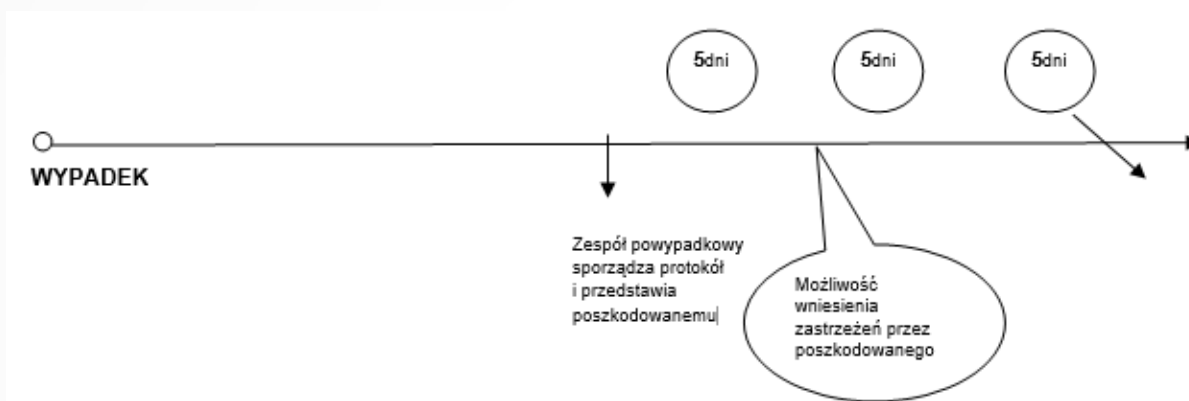 5dni
5dni
5dni
WYPADEK
Zespół powypadkowy
sporządza protokół
i przedstawia
poszkodowanemu
Możliwość
wniesienia
zastrzeżeń przez
poszkodowanego